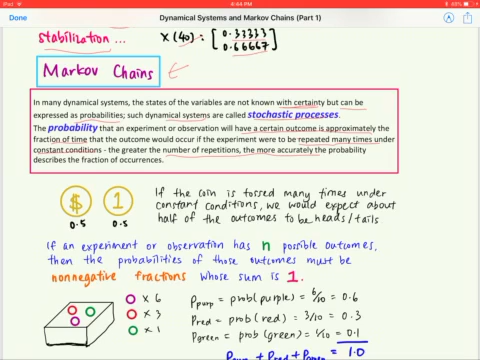 iPad
4:44 PM
89%
Done
Dynamical Systems and Markov Chains (Part 1)
stabilization ... X (40) : [ 0.33333
0.66667 ]
Markov Chains
In many dynamical systems, the states of the variables are not known with certainty but can be
expressed as probabilities; such dynamical systems are called stochastic processes.
The probability that an experiment or observation will have a certain outcome is approximately the
fraction of time that the outcome would occur if the experiment were to be repeated many times under
constant conditions - the greater the number of repetitions, the more accurately the probability
describes the fraction of occurrences.
$ 1
0.5 0.5
If the coin is tossed many times under
constant conditions, we would expect about
half of the outcomes to be heads/tails
If an experiment or observation has n possible outcomes,
then the probabilities of those outcomes must be
nonnegative fractions whose sum is 1.
x 6
x 3
x 1
Ppurp = prob(purple) = 6/10 = 0.6
Pred = prob(red) = 3/10 = 0.3
Pgreen = prob(green) = 1/10 = 0.1
Ppurp + Pred + Pgreen = 1.0